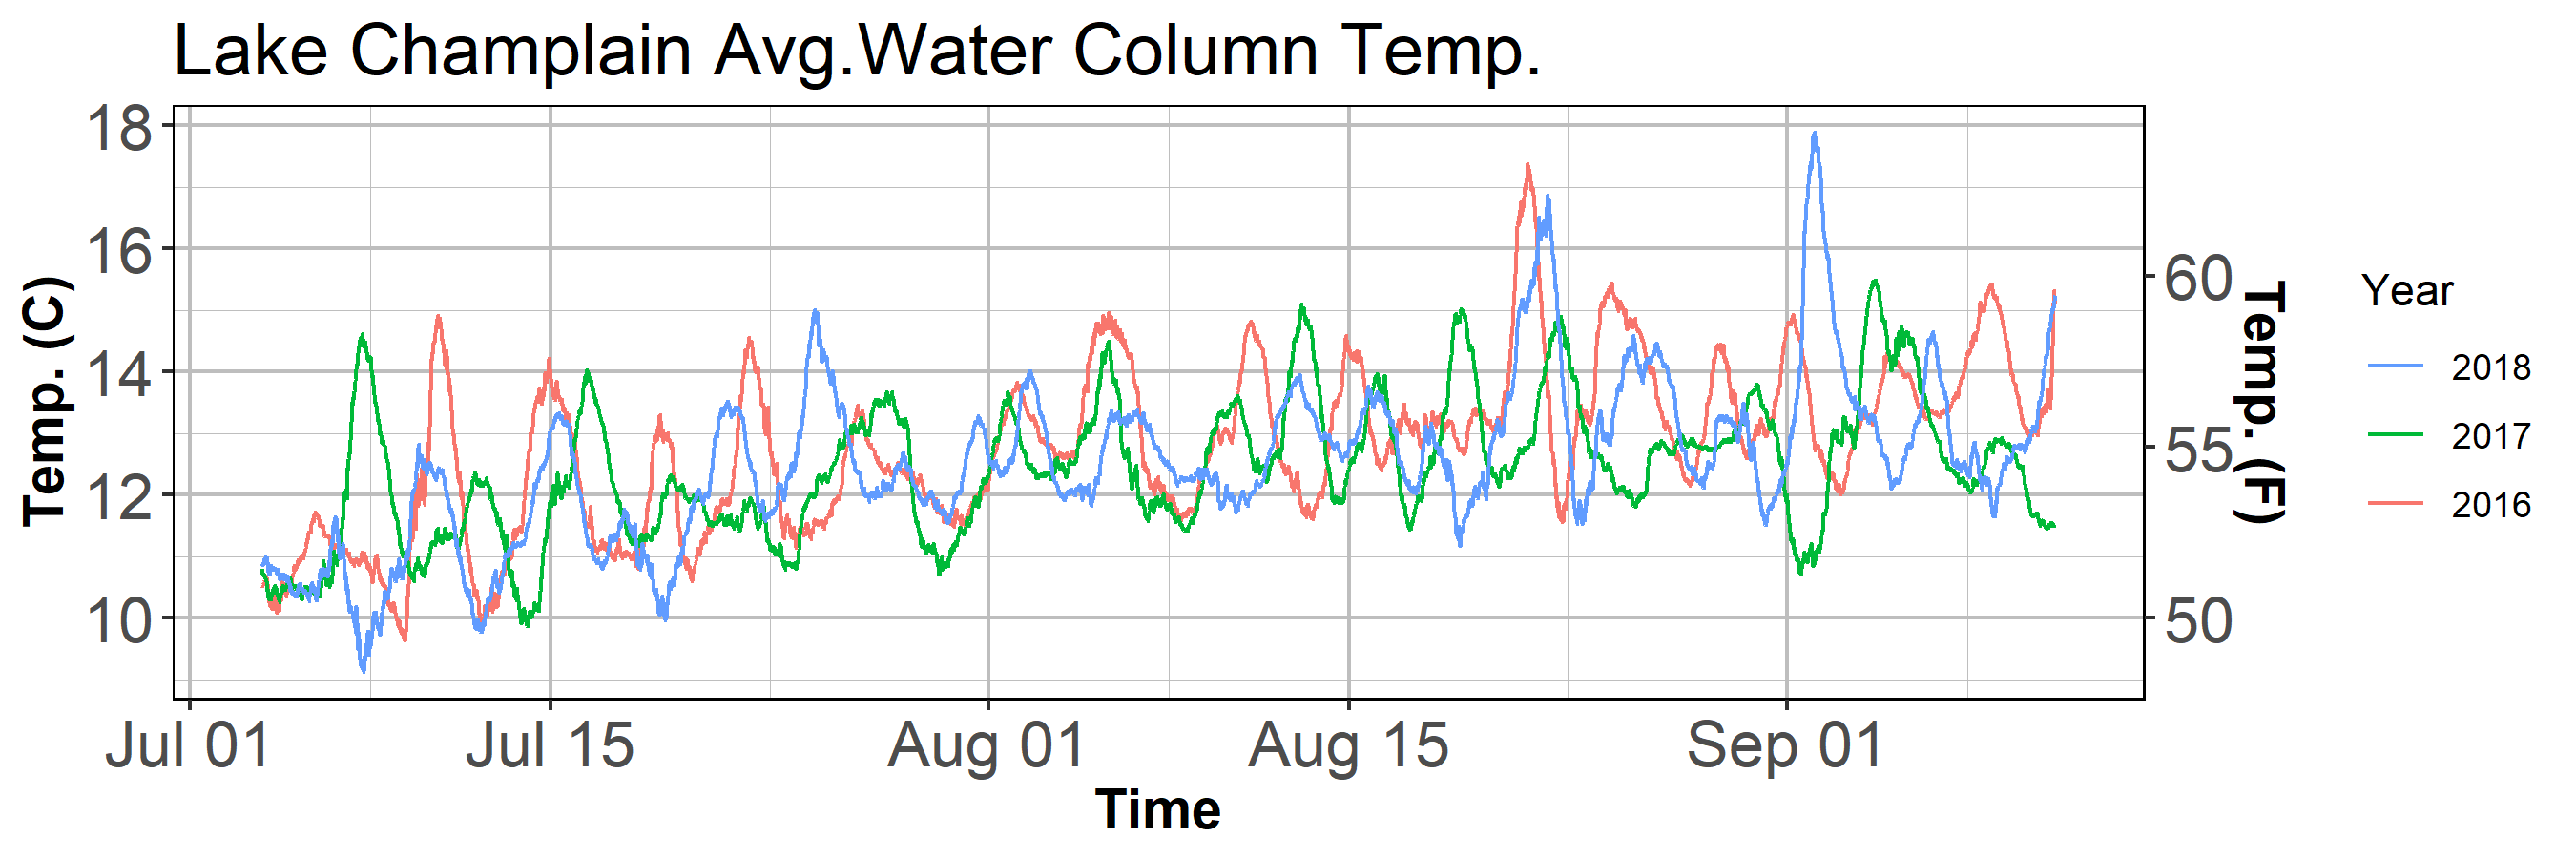 Lake Champlain Avg.Water Column Temp.
Temp. (C)
18
16
14
12
10
60
55
50
Temp. (F)
Year
2018
2017
2016
Jul 01
Jul 15
Aug 01
Aug 15
Sep 01
Time